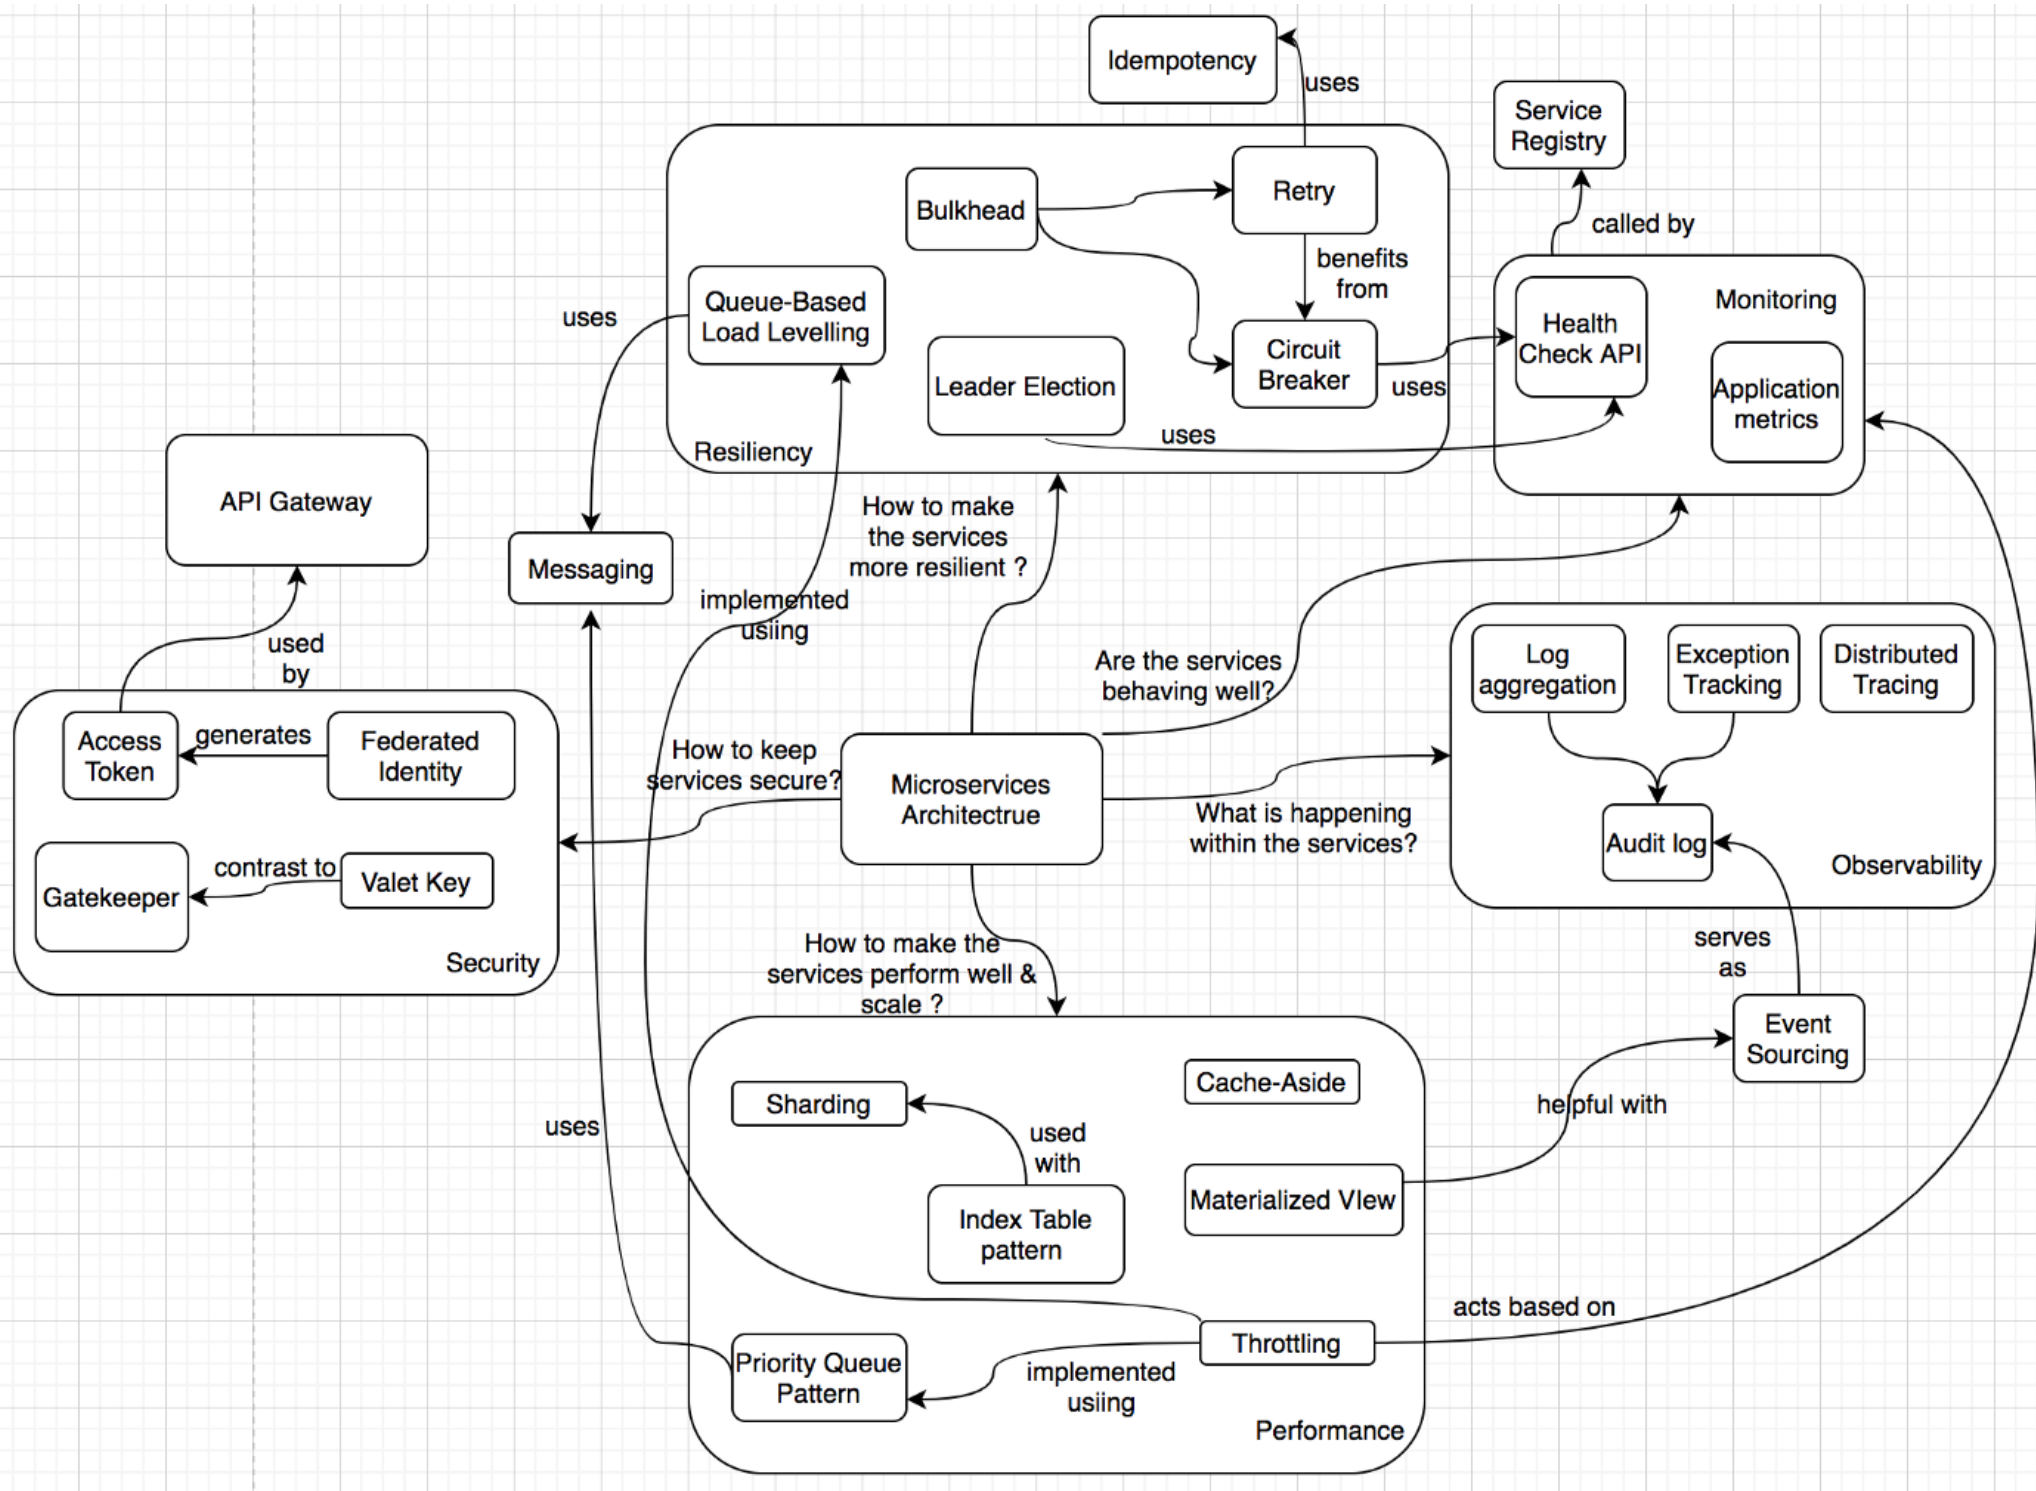 Idempotency
uses
Service
Registry
called by
Bulkhead
Retry
benefits
from
Queue-Based
Load Levelling
uses
Leader Election
Circuit
Breaker
uses
uses
Resiliency
Health
Check API
Monitoring
Application
metrics
API Gateway
Messaging
How to make
the services
more resilient ?
implemented
usiing
used
by
Are the services
behaving well?
Log
aggregation
Exception
Tracking
Distributed
Tracing
Audit log
Observability
Access
Token
generates
Federated
Identity
Gatekeeper
contrast to
Valet Key
Security
How to keep
services secure?
Microservices
Architectrue
What is happening
within the services?
How to make the
services perform well &
scale ?
serves
as
Event
Sourcing
helpful with
Sharding
used
with
Index Table
pattern
Cache-Aside
Materialized VIew
uses
Priority Queue
Pattern
implemented
usiing
Throttling
acts based on
Performance